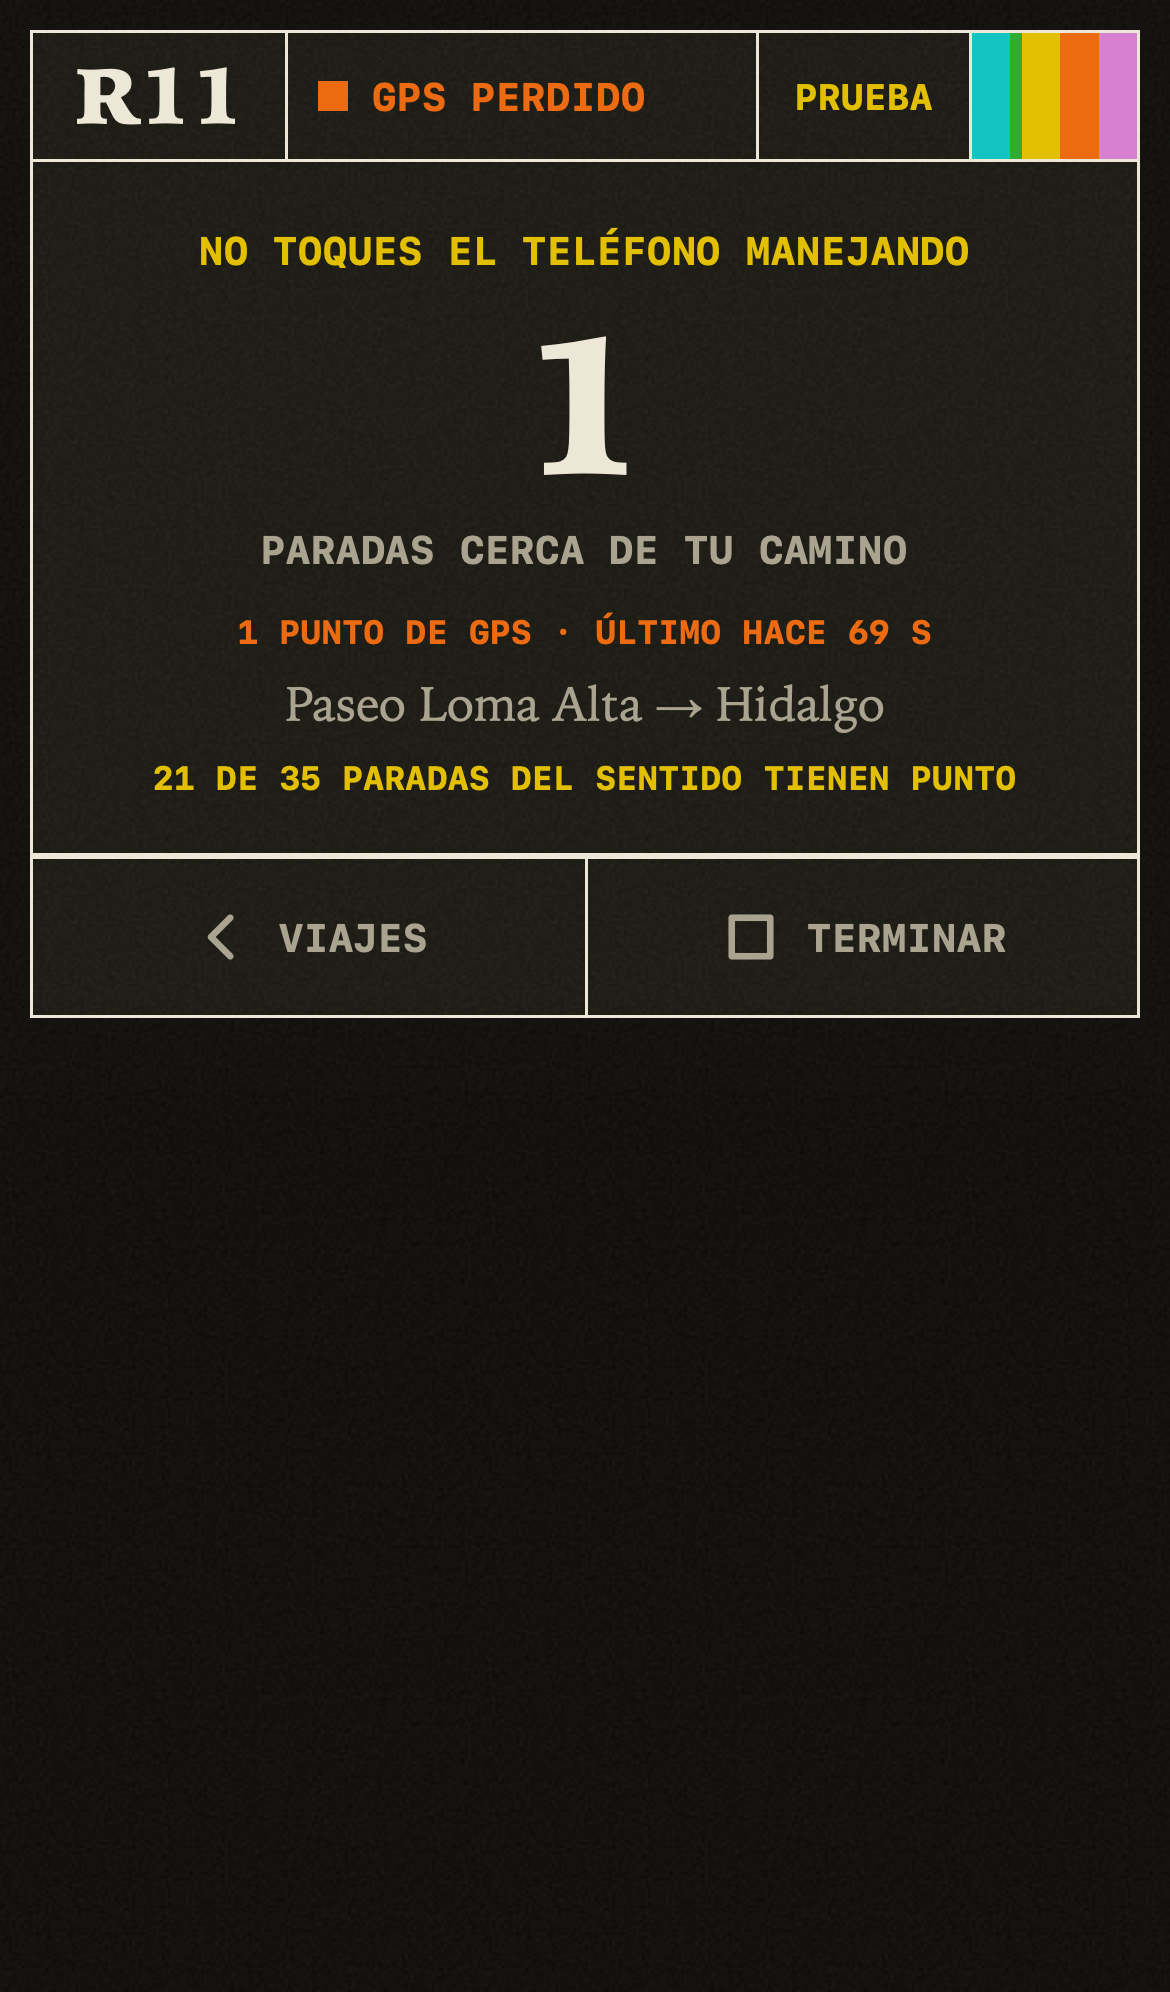 R11
GPS PERDIDO
PRUEBA
NO TOQUES EL TELÉFONO MANEJANDO
1
PARADAS CERCA DE TU CAMINO
1 PUNTO DE GPS · ÚLTIMO HACE 69 S
Paseo Loma Alta → Hidalgo
21 DE 35 PARADAS DEL SENTIDO TIENEN PUNTO
VIAJES
TERMINAR